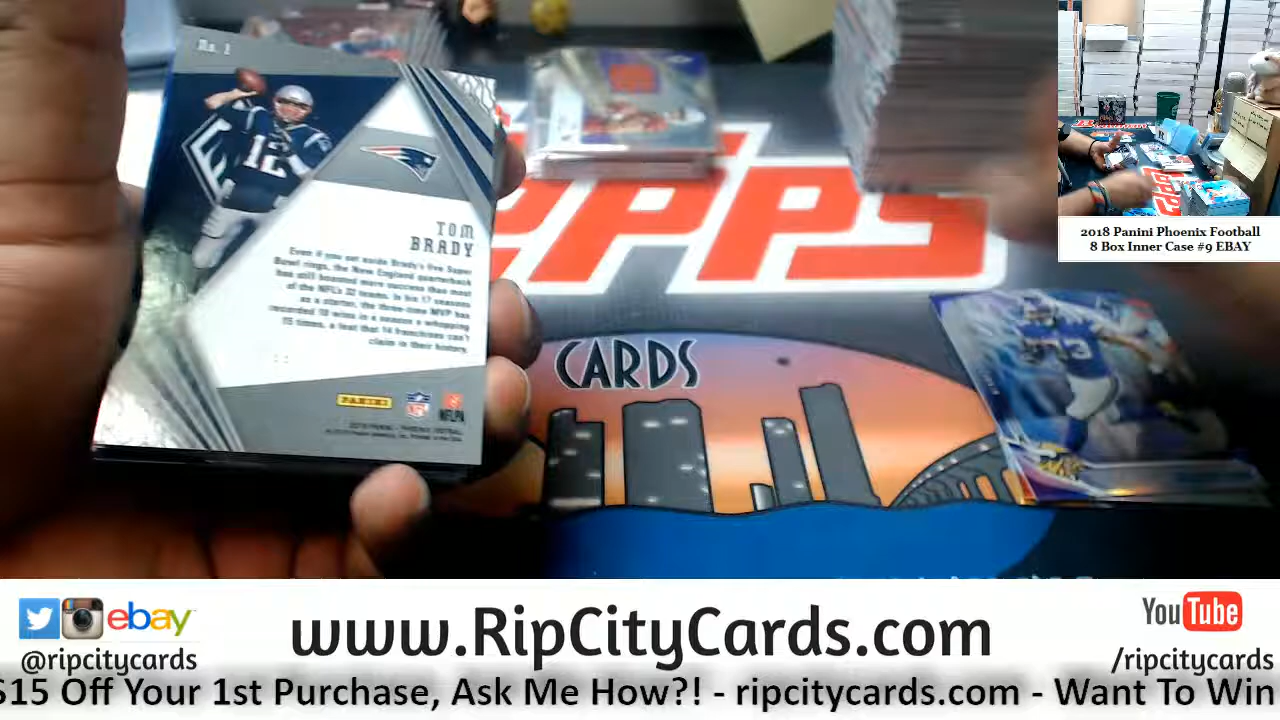 No. 1
12
TOM
BRADY
Even if you set aside Brady's five Super
Bowl rings, the New England quarterback
has still boasted more success than most
of the NFL's 32 teams. In his 17 seasons
as a starter, the three-time MVP has
recorded 10 wins in a season a whopping
15 times, a feat that 14 franchises can't
claim in their history.
PANINI
NFL
NFLPA
TOPPS
CARDS
2018 Panini Phoenix Football
8 Box Inner Case #9 EBAY
ebay
@ripcitycards
www.RipCityCards.com
YouTube
/ripcitycards
$15 Off Your 1st Purchase, Ask Me How?! - ripcitycards.com - Want To Win